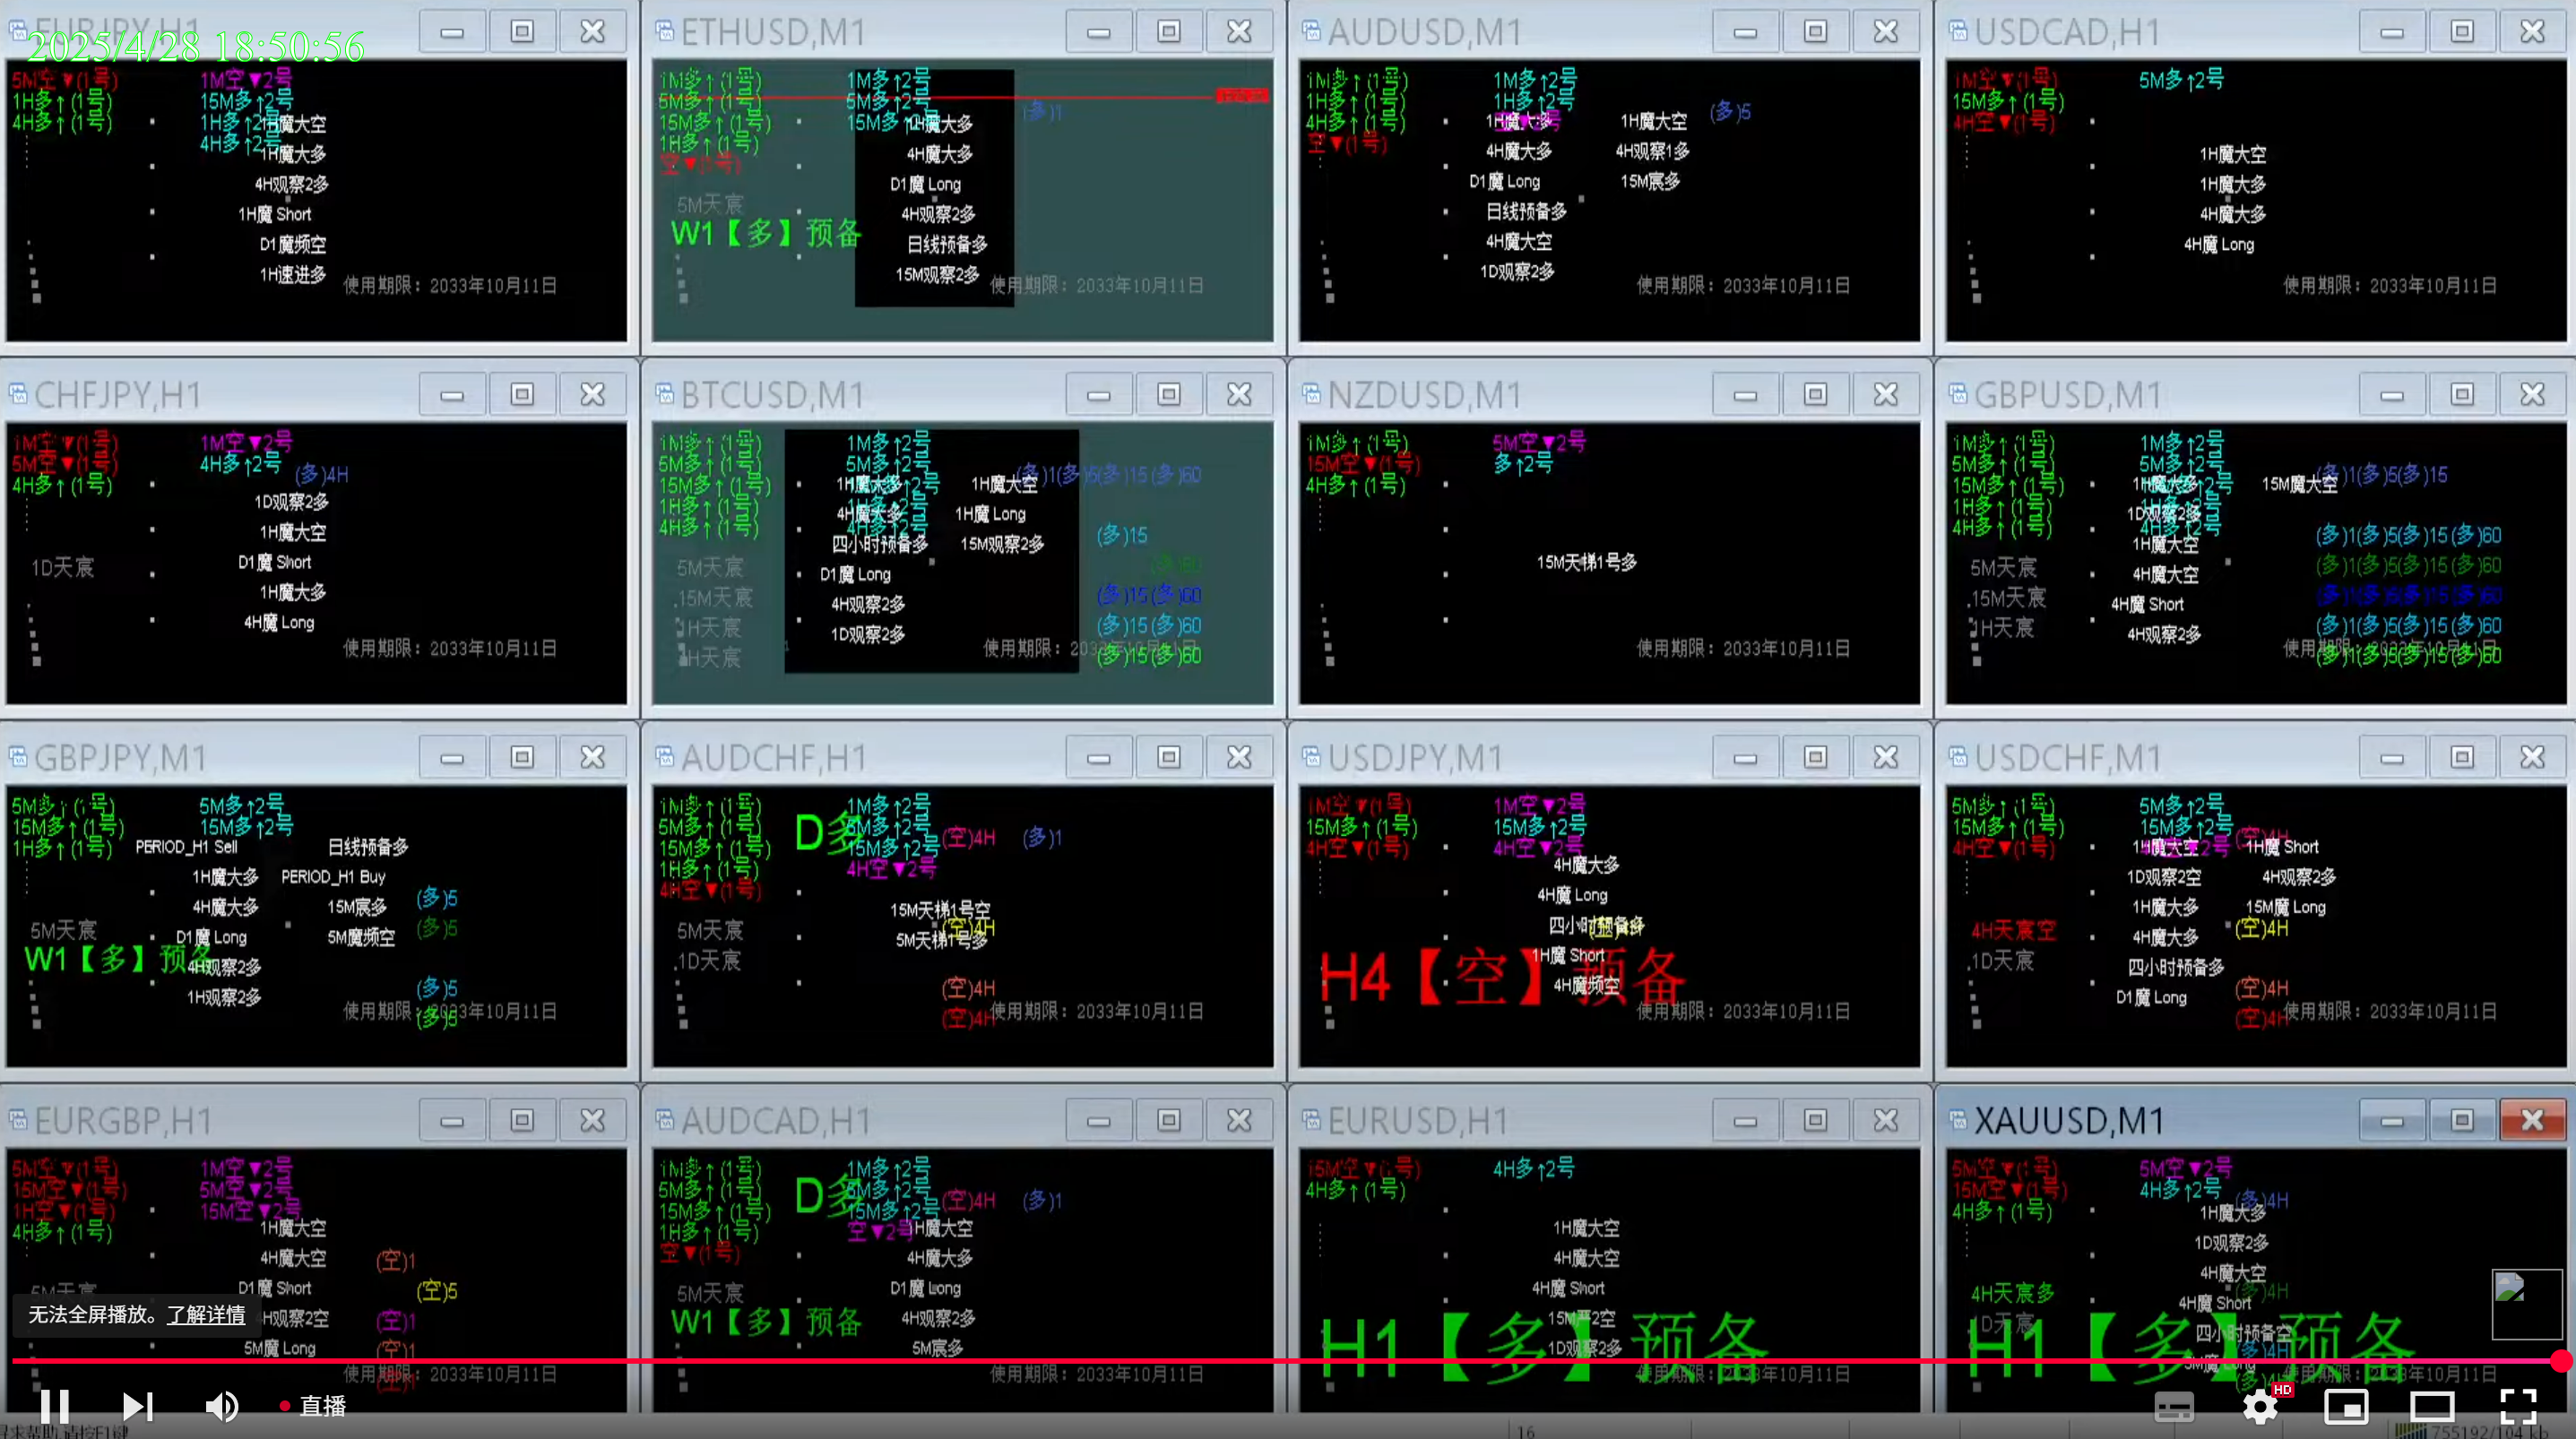 EURJPY,H1
2025/4/28 18:50:56
5M空▼(1号) 1M空▼2号
1H多↑(1号) 15M多↑2号
4H多↑(1号) 1H多↑2号 1H魔大空
4H多↑2号 1H魔大多
4H观察2多
1H魔 Short
D1魔频空
1H速进多
使用期限：2033年10月11日
ETHUSD,M1
1M多↑(1号) 1M多↑2号
5M多↑(1号) 5M多↑2号
15M多↑(1号) 15M多↑2号 (多)1
1H多↑(1号)
空▼(1号)
魔大多
4H魔大多
D1魔 Long
5M天宸
4H观察2多
W1【多】预备
日线预备多
15M观察2多
使用期限：2033年10月11日
AUDUSD,M1
1M多↑(1号) 1M多↑2号
1H多↑(1号) 1H多↑2号
4H多↑(1号) (多)5
空▼(1号)
1H魔大多 1H魔大空
4H魔大多 4H观察1多
D1魔 Long 15M宸多
日线预备多
4H魔大空
1D观察2多
使用期限：2033年10月11日
USDCAD,H1
1M空▼(1号) 5M多↑2号
15M多↑(1号)
4H空▼(1号)
1H魔大空
1H魔大多
4H魔大多
4H魔 Long
使用期限：2033年10月11日
CHFJPY,H1
1M空▼(1号) 1M空▼2号
5M空▼(1号) 4H多↑2号 (多)4H
4H多↑(1号)
1D观察2多
1H魔大空
1D天宸 D1魔 Short
1H魔大多
4H魔 Long
使用期限：2033年10月11日
BTCUSD,M1
1M多↑(1号) 1M多↑2号
5M多↑(1号) 5M多↑2号 (多)1(多)5(多)15(多)60
15M多↑(1号) 1H魔大多 1H魔大空
1H多↑(1号) 4H魔大多 1H魔 Long
4H多↑(1号) 4H多↑2号
四小时预备多 15M观察2多 (多)15
5M天宸 D1魔 Long (多)60
15M天宸 4H观察2多 (多)15(多)60
1H天宸 1D观察2多 (多)15(多)60
H天宸 (多)15(多)60
使用期限：
NZDUSD,M1
1M多↑(1号) 5M空▼2号
15M空▼(1号) 多↑2号
4H多↑(1号)
15M天梯1号多
使用期限：2033年10月11日
GBPUSD,M1
1M多↑(1号) 1M多↑2号
5M多↑(1号) 5M多↑2号 (多)1(多)5(多)15
15M多↑(1号) 1H魔大多 15M魔大空
1H多↑(1号) 1D观察2多
4H多↑(1号) 1H魔大空 (多)1(多)5(多)15(多)60
5M天宸 4H魔大空 (多)1(多)5(多)15(多)60
15M天宸 4H魔 Short (多)1(多)5(多)15(多)60
1H天宸 4H观察2多 (多)1(多)5(多)15(多)60
(多)1(多)5(多)15(多)60
GBPJPY,M1
5M多↑(1号) 5M多↑2号
15M多↑(1号) 15M多↑2号
1H多↑(1号) PERIOD_H1 Sell 日线预备多
1H魔大多 PERIOD_H1 Buy
4H魔大多 15M宸多 (多)5
5M天宸 D1魔 Long 5M魔频空 (多)5
W1【多】预备 4H观察2多
1H观察2多 (多)5
使用期限：2033年10月11日
(多)5
AUDCHF,H1
1M多↑(1号) 1M多↑2号
5M多↑(1号) D多 5M多↑2号 (空)4H (多)1
15M多↑(1号) 15M多↑2号
1H多↑(1号) 4H空▼2号
4H空▼(1号)
15M天梯1号空
5M天宸 (空)4H
5M天梯1号多
1D天宸
(空)4H
(空)4H
使用期限：2033年10月11日
USDJPY,M1
1M空▼(1号) 1M空▼2号
15M多↑(1号) 15M多↑2号
4H空▼(1号) 4H空▼2号
4H魔大多
4H魔 Long
四小时预备多
1H魔 Short
H4【空】预备
4H魔频空
使用期限：2033年10月11日
USDCHF,M1
5M多↑(1号) 5M多↑2号
15M多↑(1号) 15M多↑2号 (空)4H
4H空▼(1号) 1H魔大空 1H魔 Short
1D观察2空 4H观察2多
1H魔大多 15M魔 Long
4H天宸空 4H魔大多 (空)4H
1D天宸 四小时预备多
D1魔 Long (空)4H
(空)4H
使用期限：2033年10月11日
EURGBP,H1
5M空▼(1号) 1M空▼2号
15M空▼(1号) 5M空▼2号
1H空▼(1号) 15M空▼2号
4H多↑(1号) 1H魔大空
4H魔大空 (空)1
5M天宸 D1魔 Short (空)5
4H观察2空 (空)1
5M魔 Long (空)1
使用期限：2033年10月11日
AUDCAD,H1
1M多↑(1号) 1M多↑2号
5M多↑(1号) D多 5M多↑2号 (空)4H (多)1
15M多↑(1号) 15M多↑2号
1H多↑(1号) 空▼2号 1H魔大空
空▼(1号) 4H魔大多
5M天宸 D1魔 Long
W1【多】预备 4H观察2多
5M宸多
使用期限：2033年10月11日
EURUSD,H1
15M空▼(1号) 4H多↑2号
4H多↑(1号)
1H魔大空
4H魔大空
4H魔 Short
H1【多】预备
1D观察2多
使用期限：2033年10月11日
XAUUSD,M1
5M空▼(1号) 5M空▼2号
15M空▼(1号) 4H多↑2号 (多)4H
4H多↑(1号) 1H魔大多
1D观察2多
4H魔大空
4H天宸多 4H魔 Short (多)4H
1D天宸 四小时预备空
H1【多】预备
(多)4H
使用期限：2033年10月11日
无法全屏播放。了解详情
直播
HD
16
755192/104 kb